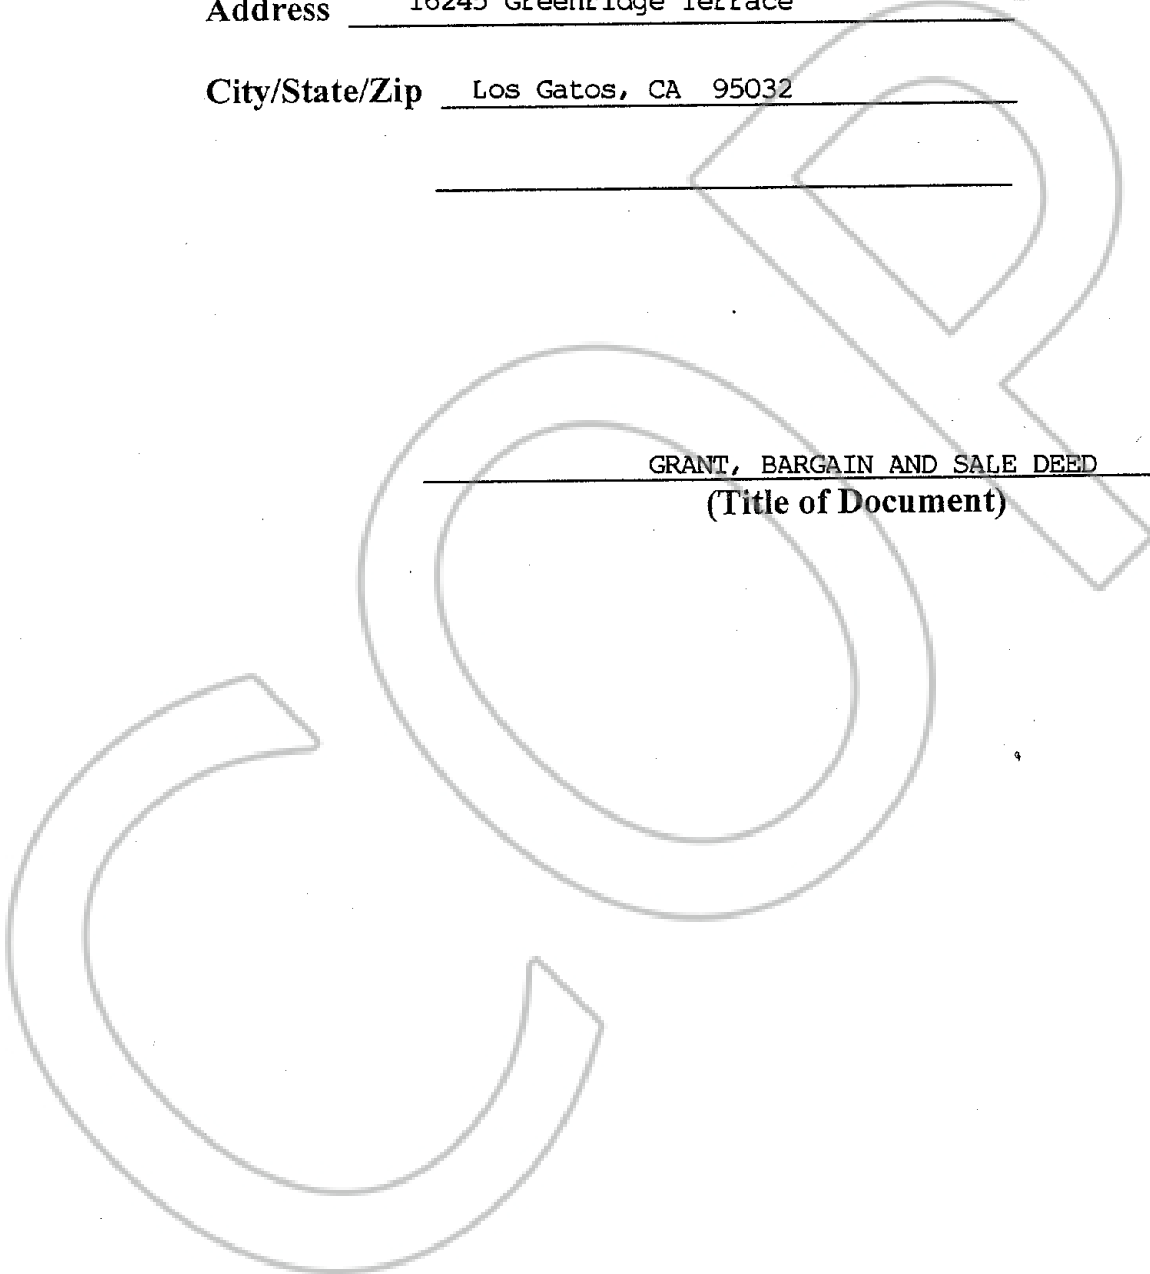 Address 16245 Greenridge Terrace
City/State/Zip Los Gatos, CA 95032
GRANT, BARGAIN AND SALE DEED
(Title of Document)
COP